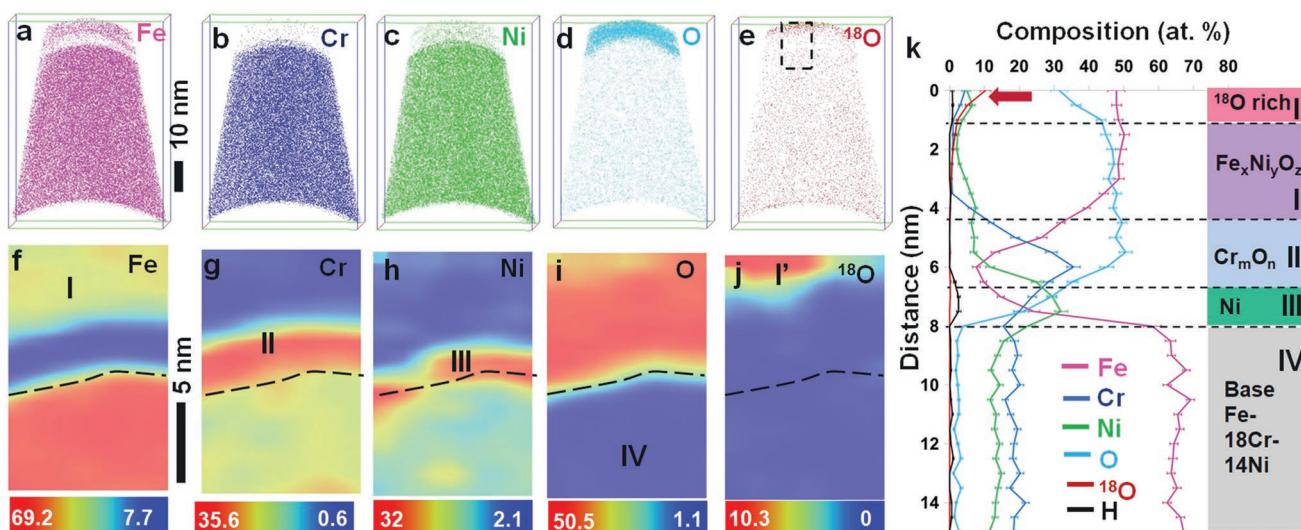 a Fe
b Cr
c Ni
d O
e ¹⁸O
10 nm
f Fe
I
69.2 7.7
g Cr
II
35.6 0.6
h Ni
III
32 2.1
i O
IV
50.5 1.1
j ¹⁸O
I'
10.3 0
5 nm
k
Composition (at. %)
0 10 20 30 40 50 60 70 80
Distance (nm)
0
2
4
6
8
10
12
14
Fe
Cr
Ni
O
¹⁸O
H
¹⁸O rich I
FeₓNiᵧO_z
I
CrₘOₙ II
Ni III
IV
Base
Fe-
18Cr-
14Ni